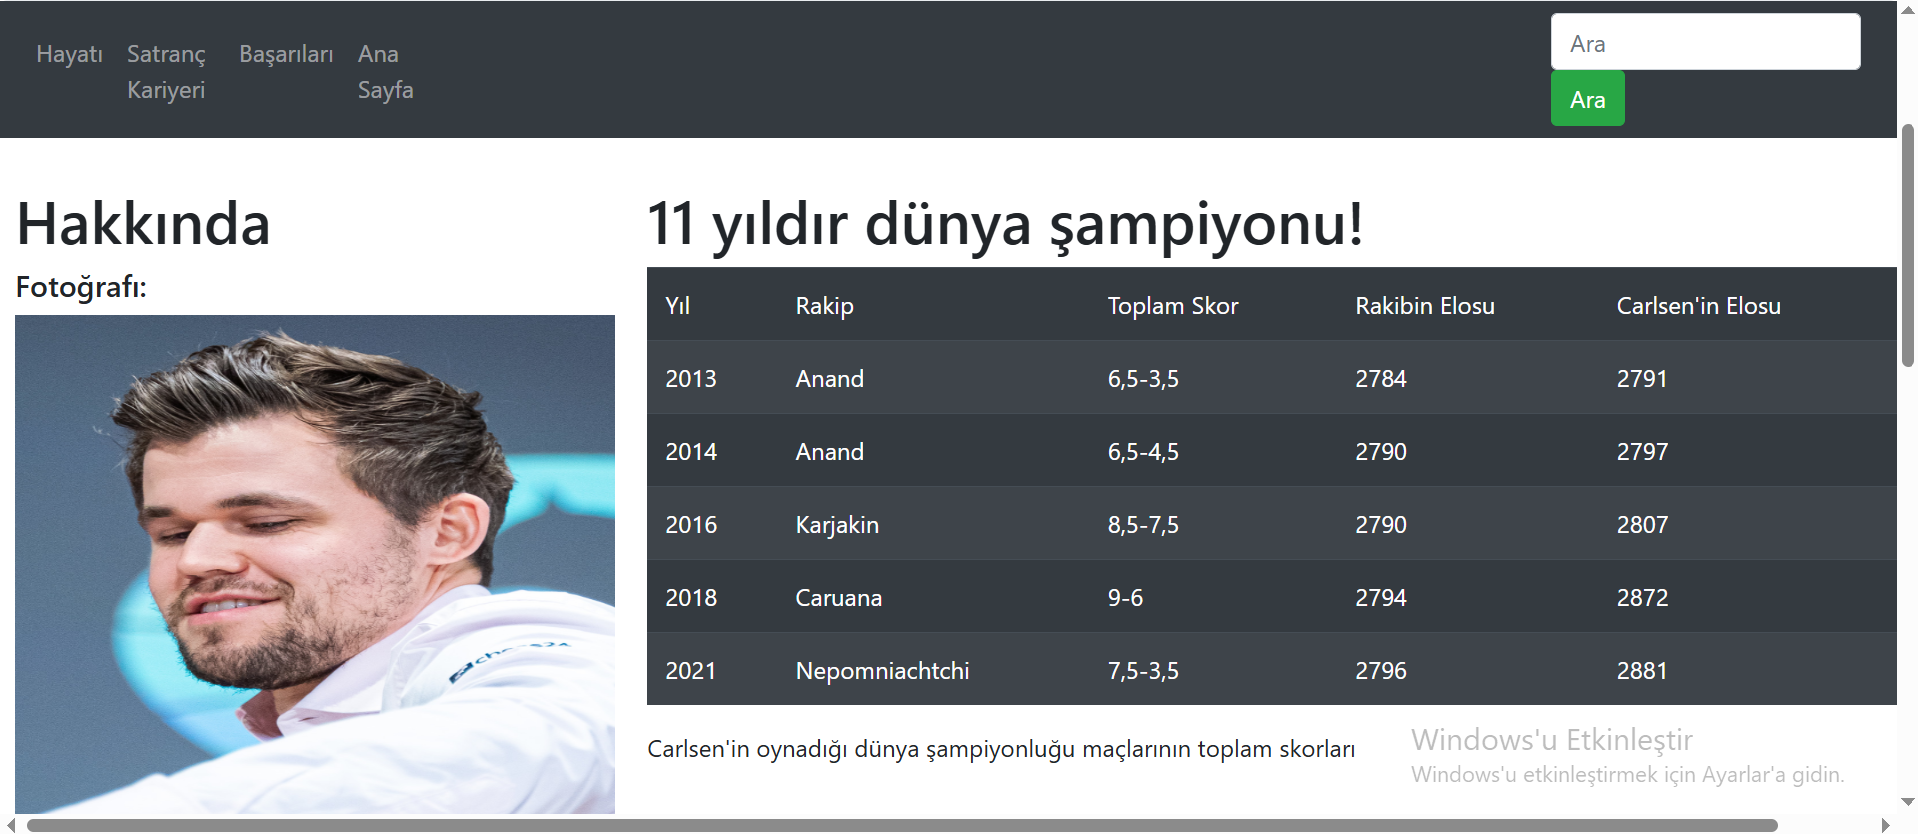 Hayatı Satranç Kariyeri Başarıları Ana Sayfa
Ara
Ara
Hakkında
Fotoğrafı:
11 yıldır dünya şampiyonu!
Yıl Rakip Toplam Skor Rakibin Elosu Carlsen'in Elosu
2013 Anand 6,5-3,5 2784 2791
2014 Anand 6,5-4,5 2790 2797
2016 Karjakin 8,5-7,5 2790 2807
2018 Caruana 9-6 2794 2872
2021 Nepomniachtchi 7,5-3,5 2796 2881
Carlsen'in oynadığı dünya şampiyonluğu maçlarının toplam skorları
Windows'u Etkinleştir
Windows'u etkinleştirmek için Ayarlar'a gidin.